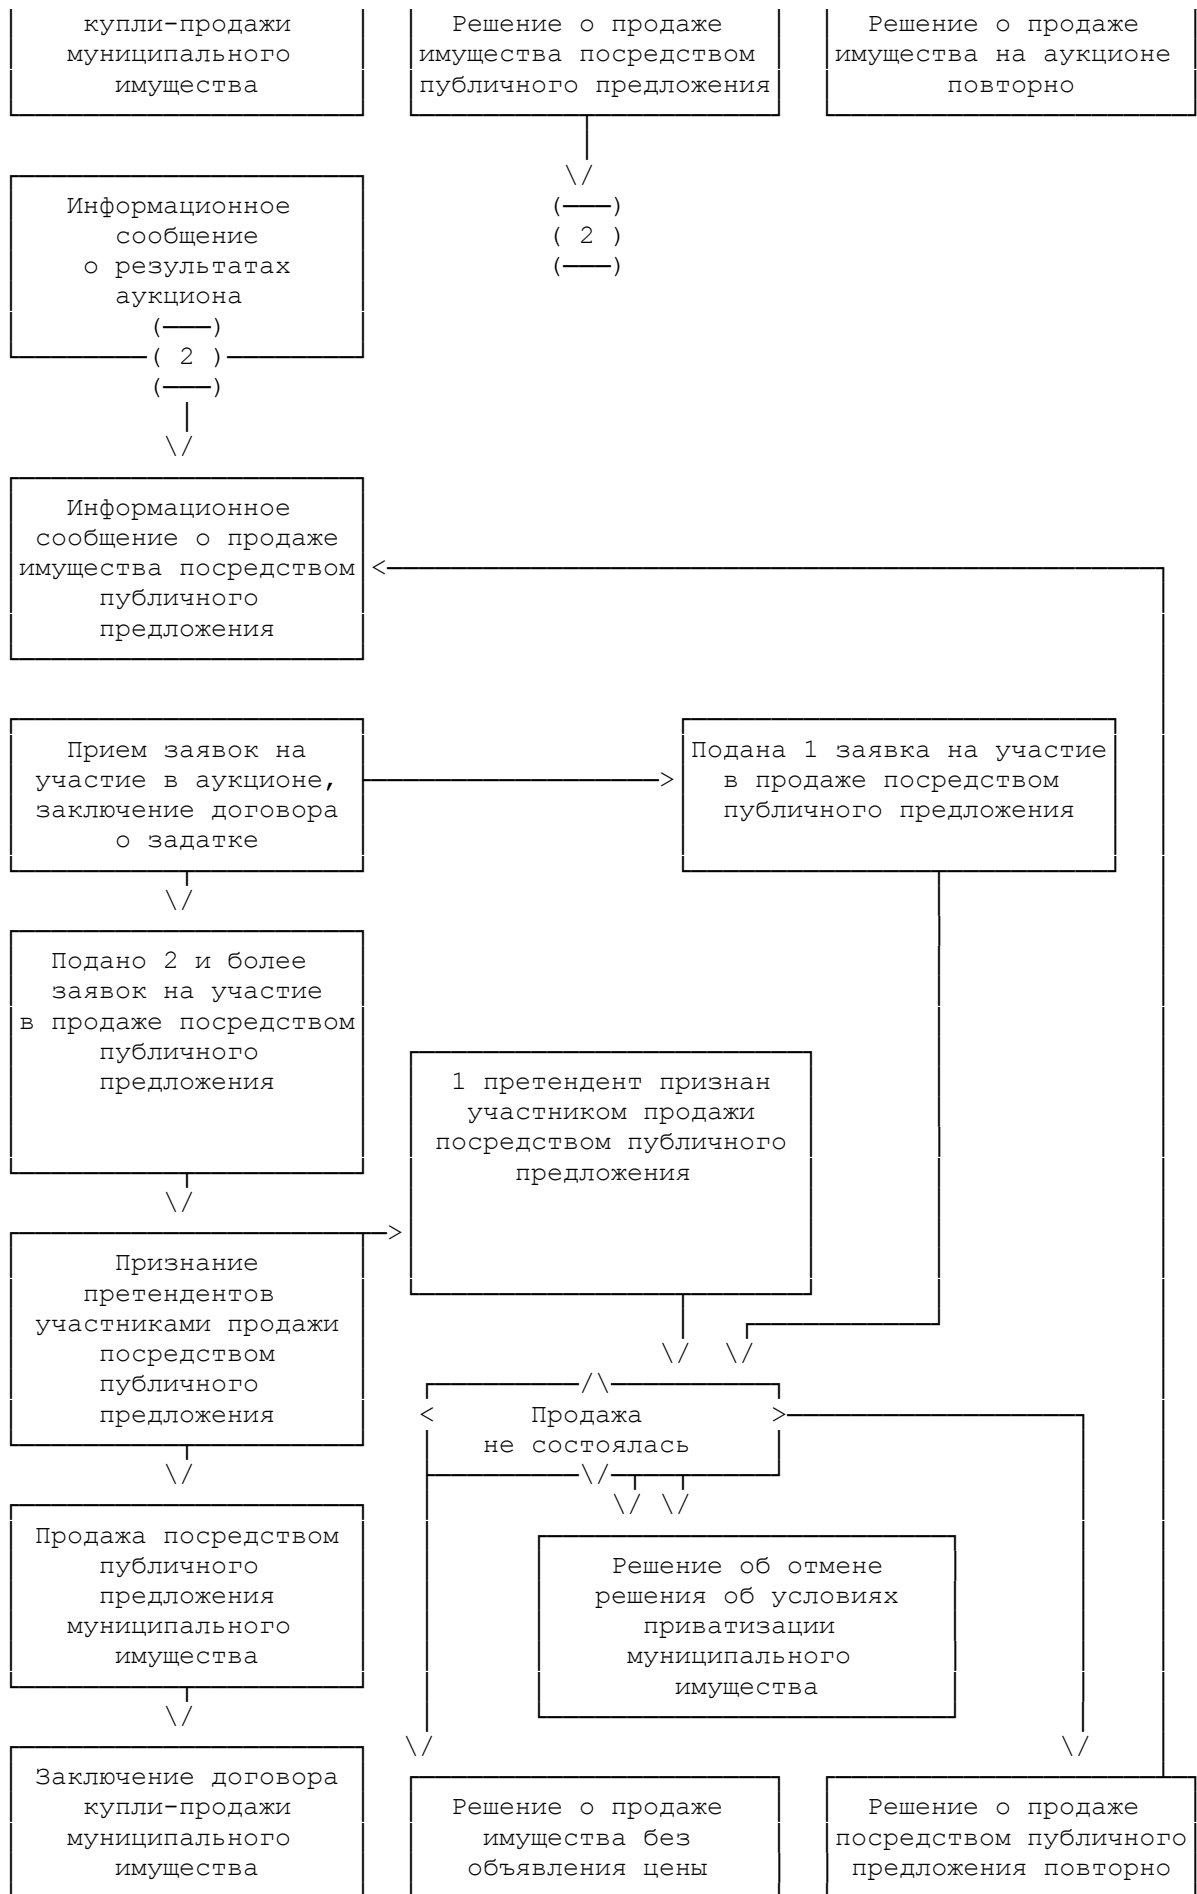 купли-продажи
муниципального
имущества
Решение о продаже
имущества посредством
публичного предложения
Решение о продаже
имущества на аукционе
повторно
Информационное
сообщение
о результатах
аукциона
( 2 )
( 2 )
Информационное
сообщение о продаже
имущества посредством
публичного
предложения
Прием заявок на
участие в аукционе,
заключение договора
о задатке
Подана 1 заявка на участие
в продаже посредством
публичного предложения
Подано 2 и более
заявок на участие
в продаже посредством
публичного
предложения
1 претендент признан
участником продажи
посредством публичного
предложения
Признание
претендентов
участниками продажи
посредством
публичного
предложения
Продажа
не состоялась
Продажа посредством
публичного
предложения
муниципального
имущества
Решение об отмене
решения об условиях
приватизации
муниципального
имущества
Заключение договора
купли-продажи
муниципального
имущества
Решение о продаже
имущества без
объявления цены
Решение о продаже
посредством публичного
предложения повторно